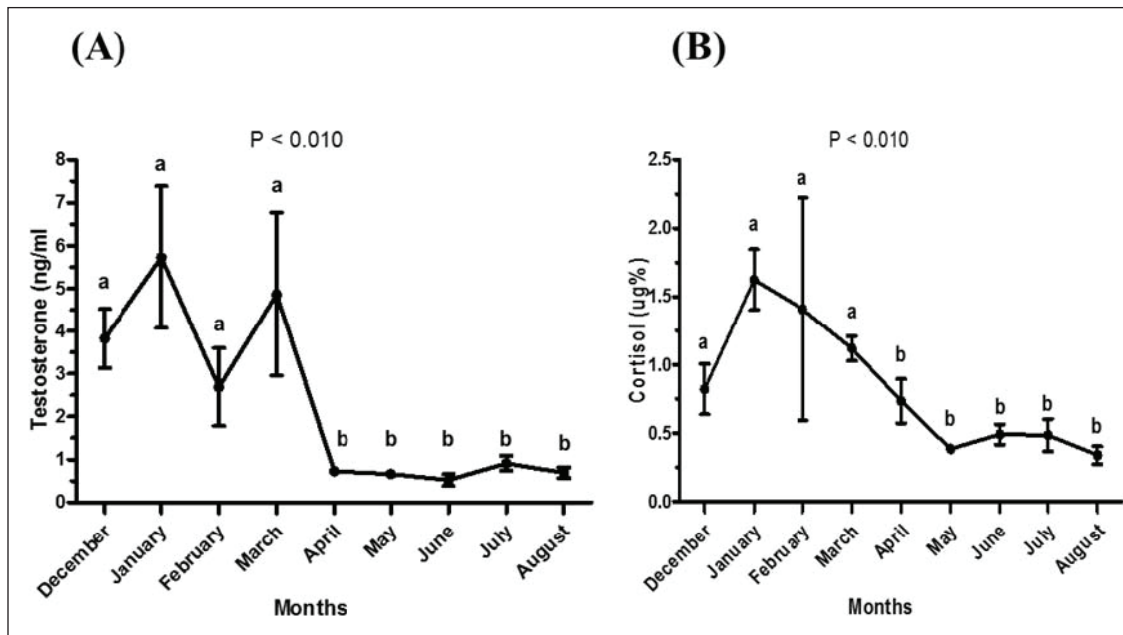 (A)
P < 0.010
Testosterone (ng/ml)
8
7
6
5
4
3
2
1
0
a
a
a
a
b
b
b
b
b
December
January
February
March
April
May
June
July
August
Months
(B)
P < 0.010
Cortisol (ug%)
2.5
2.0
1.5
1.0
0.5
0.0
a
a
a
a
b
b
b
b
b
December
January
February
March
April
May
June
July
August
Months